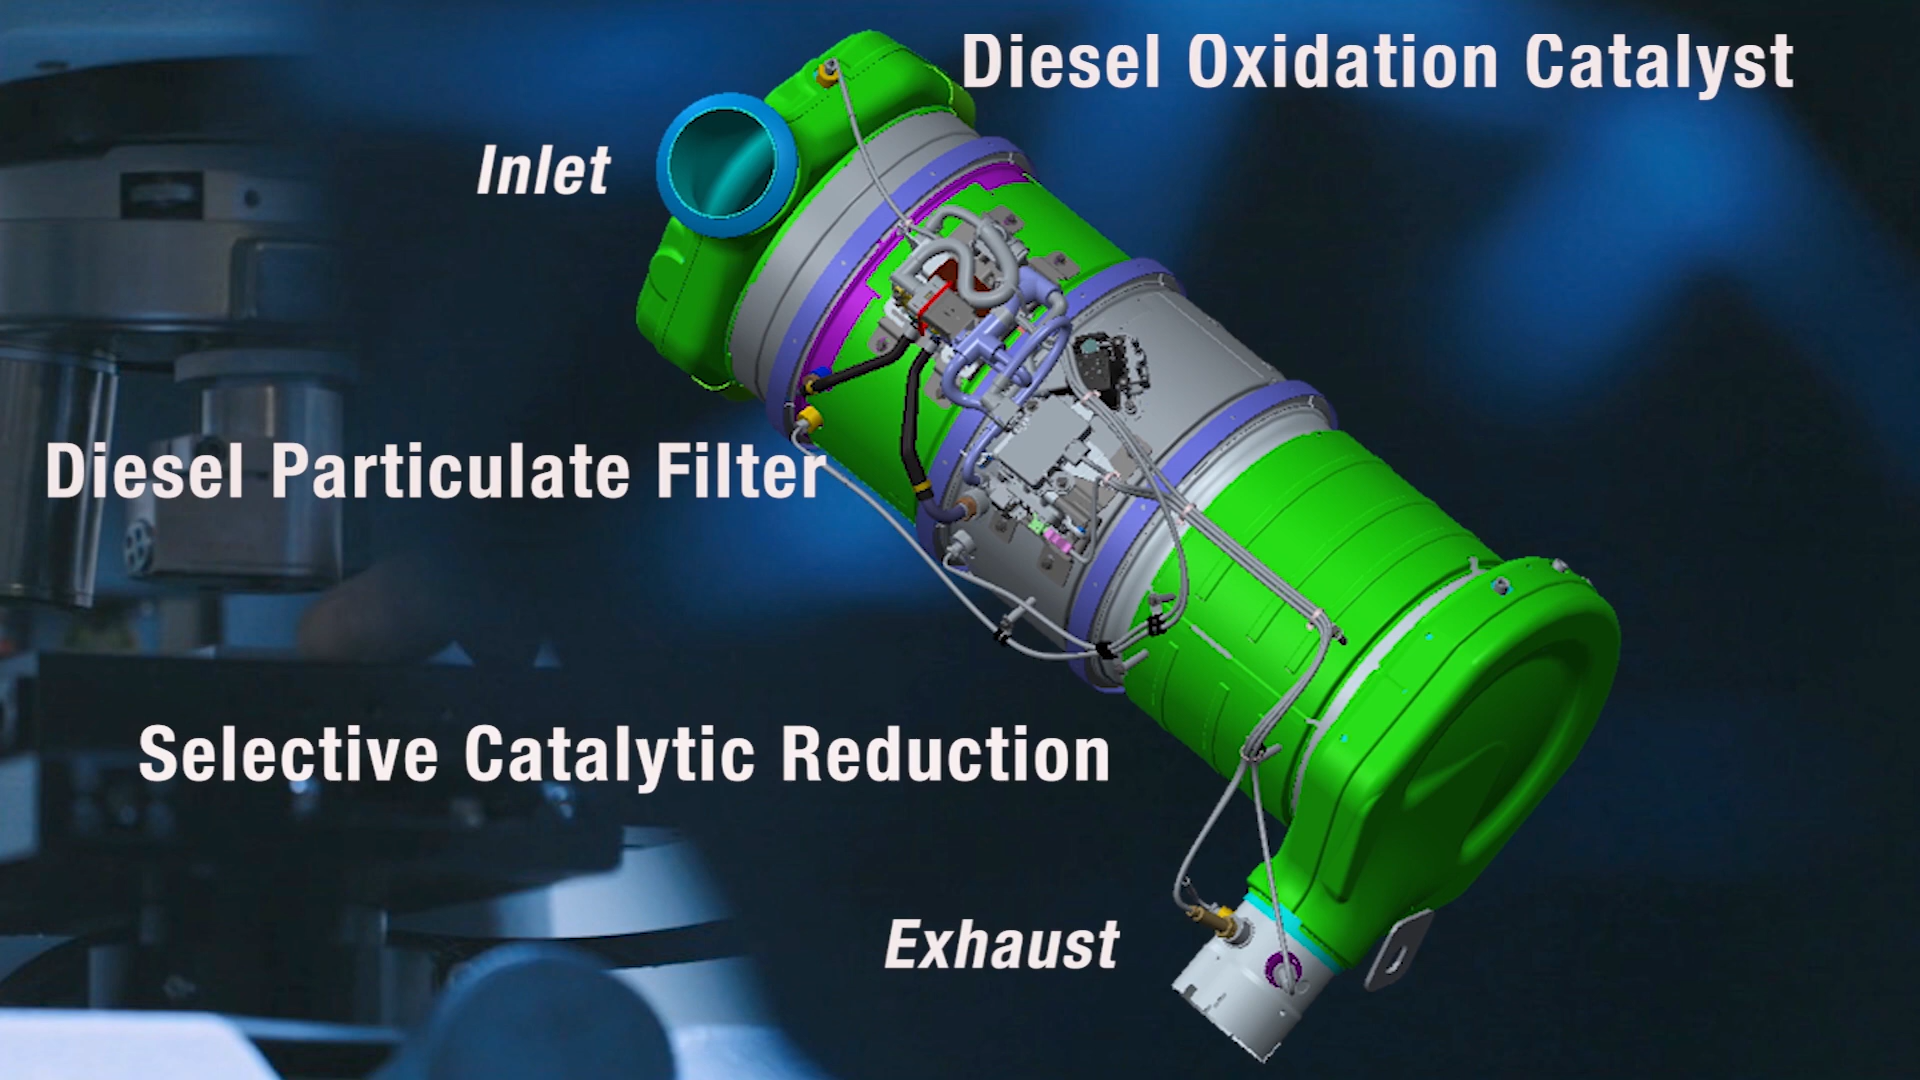 Diesel Oxidation Catalyst
Inlet
Diesel Particulate Filter
Selective Catalytic Reduction
Exhaust